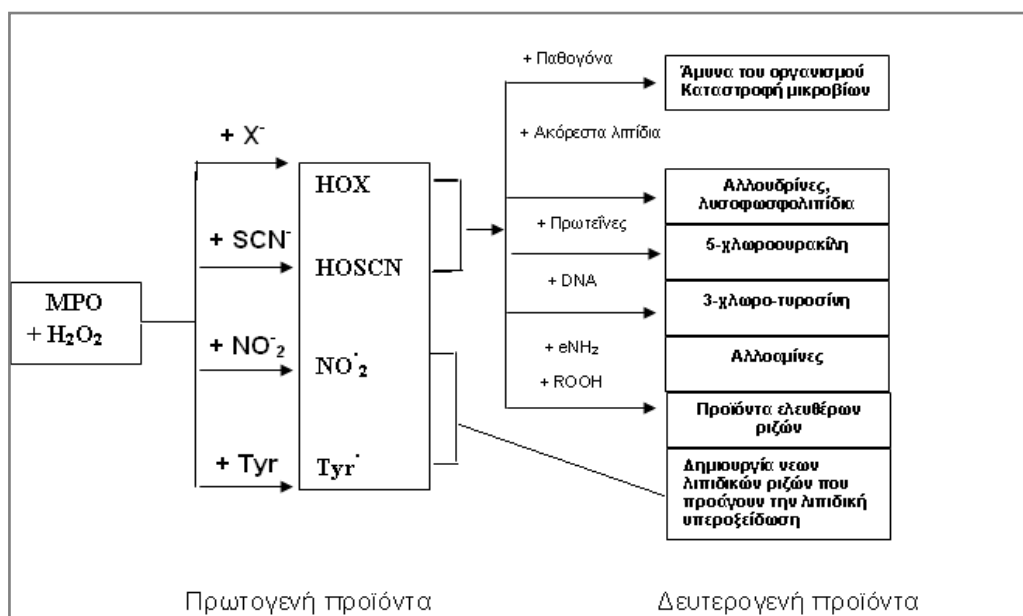 MPO
+ H₂O₂
+ X⁻
+ SCN⁻
+ NO⁻₂
+ Tyr
HOX
HOSCN
NO˙₂
Tyr˙
+ Παθογόνα
+ Ακόρεστα λιπίδια
+ Πρωτεΐνες
+ DNA
+ eNH₂
+ ROOH
Άμυνα του οργανισμού
Καταστροφή μικροβίων
Αλλουδρίνες,
λυσοφωσφολιπίδια
5-χλωροουρακίλη
3-χλωρο-τυροσίνη
Αλλοαμίνες
Προϊόντα ελευθέρων
ριζών
Δημιουργία νεων
λιπιδικών ριζών που
προάγουν την λιπιδική
υπεροξείδωση
Πρωτογενή προϊόντα
Δευτερογενή προϊόντα